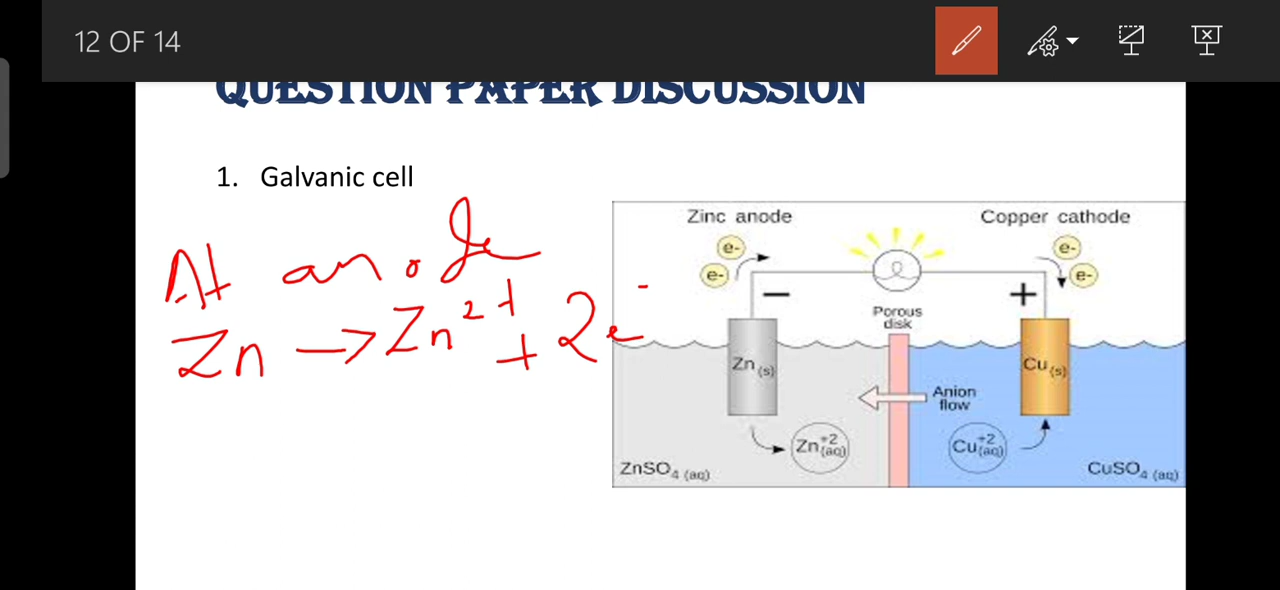 12 OF 14
QUESTION PAPER DISCUSSION
1. Galvanic cell
At anode
Zn → Zn²⁺ + 2e⁻
Zinc anode
Copper cathode
e-
e-
e-
e-
−
+
Porous
disk
Zn (s)
Cu (s)
Anion
flow
Zn+2(aq)
Cu+2(aq)
ZnSO4 (aq)
CuSO4 (aq)